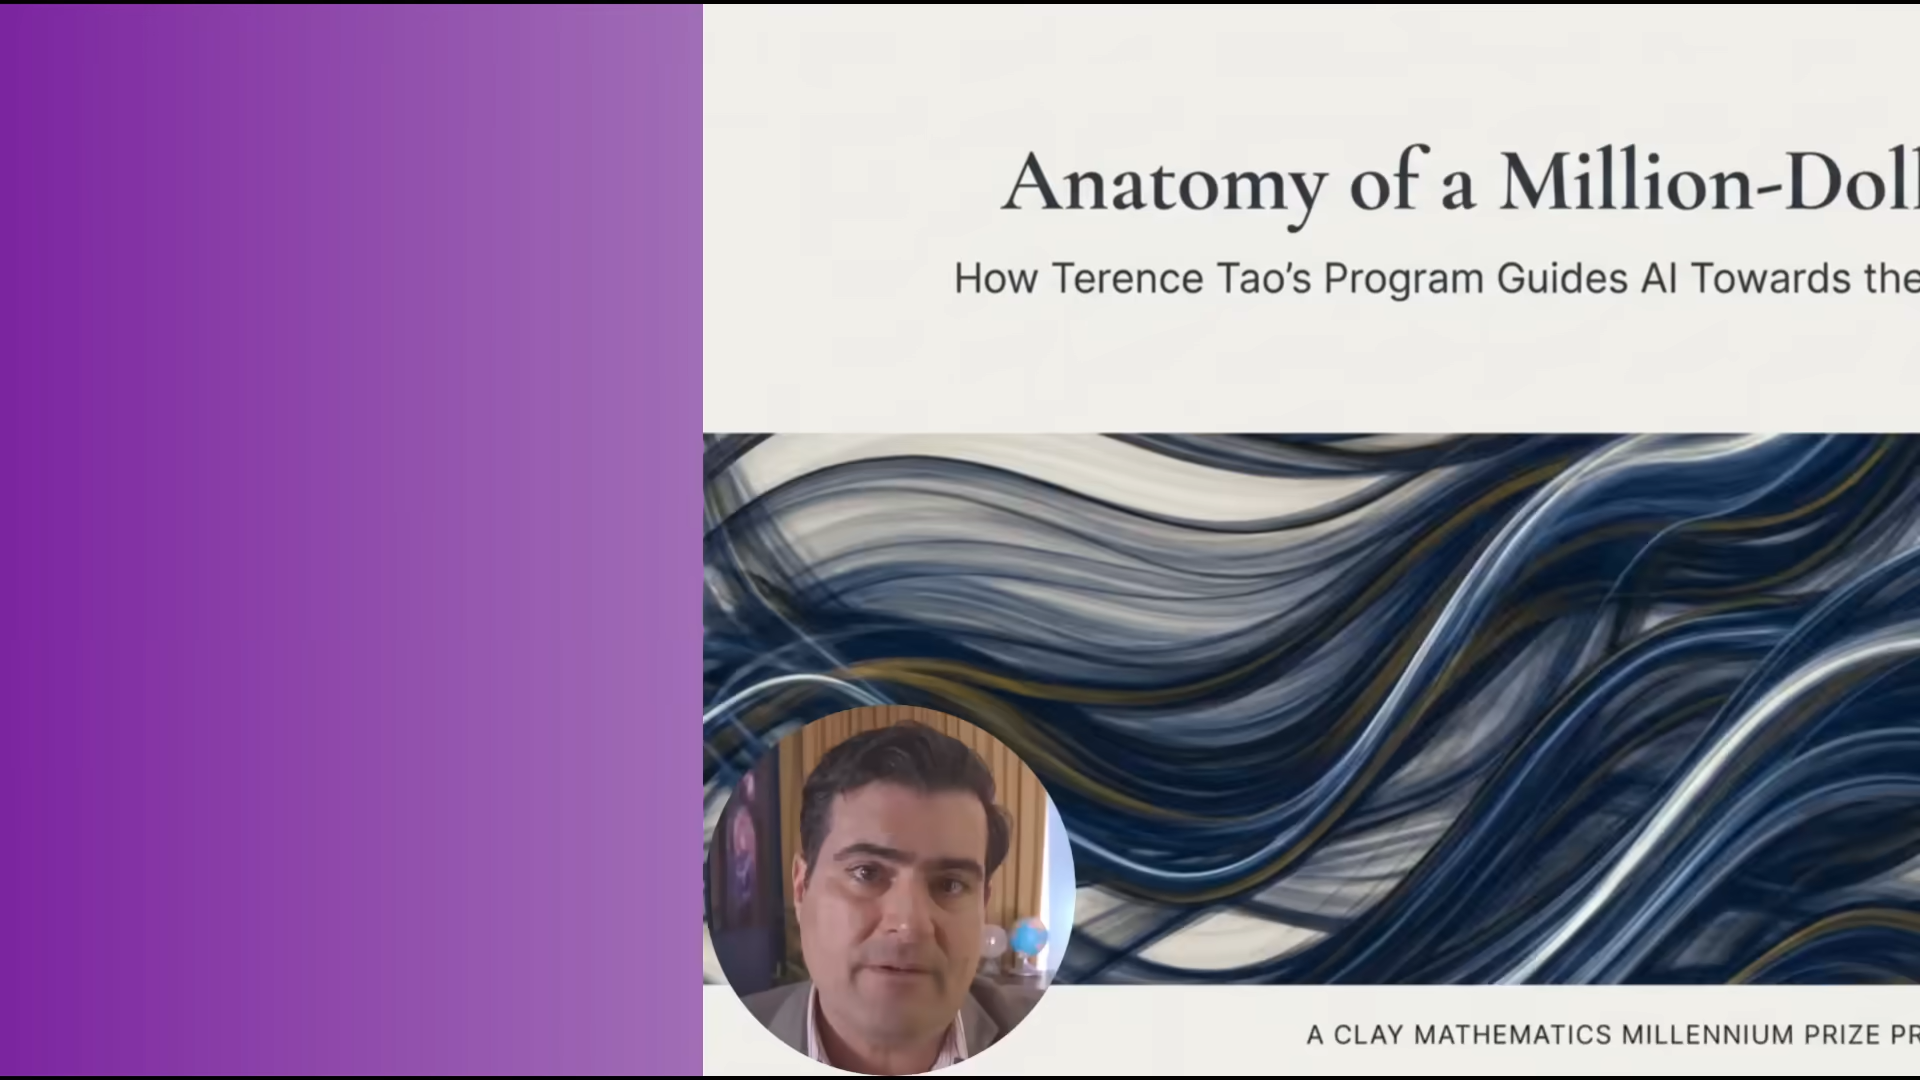 Anatomy of a Million-Doll
How Terence Tao’s Program Guides AI Towards the
A CLAY MATHEMATICS MILLENNIUM PRIZE PR